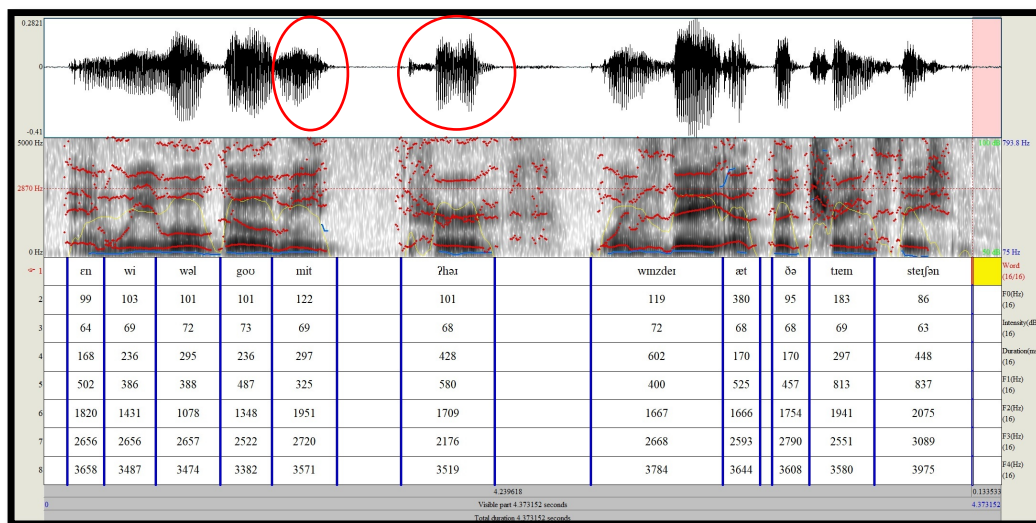 0.2821
0
-0.41
5000 Hz
793.8 Hz
2870 Hz
0 Hz
75 Hz
1 ɛn wi wəl goʊ mit ʔhəɹ wɪnzdeɪ æt ðə tɹem steɪʃən Word
(16/16)
2 99 103 101 101 122 101 119 380 95 183 86 F0(Hz)
(16)
3 64 69 72 73 69 68 72 68 68 69 63 Intensity(dB
(16)
4 168 236 295 236 297 428 602 170 170 297 448 Duration(ms
(16)
5 502 386 388 487 325 580 400 525 457 813 837 F1(Hz)
(16)
6 1820 1431 1078 1348 1951 1709 1667 1666 1754 1941 2075 F2(Hz)
(16)
7 2656 2656 2657 2522 2720 2176 2668 2593 2790 2551 3089 F3(Hz)
(16)
8 3658 3487 3474 3382 3571 3519 3784 3644 3608 3580 3975 F4(Hz)
(16)
4.239618 0.133533
0 Visible part 4.373152 seconds 4.373152
Total duration 4.373152 seconds